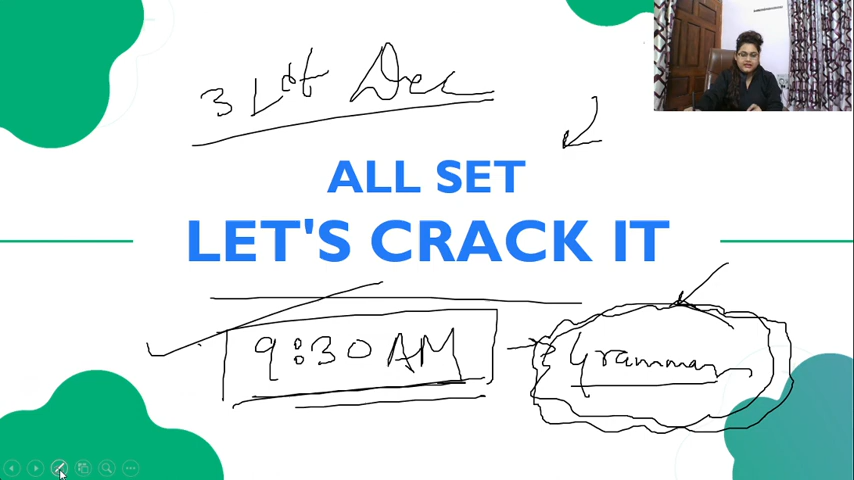 31st Dec
ALL SET
LET'S CRACK IT
9:30 AM
Grammar